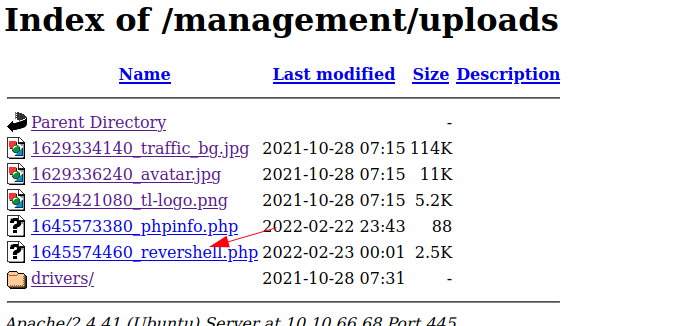 Index of /management/uploads
Name Last modified Size Description
Parent Directory -
1629334140_traffic_bg.jpg 2021-10-28 07:15 114K
1629336240_avatar.jpg 2021-10-28 07:15 11K
1629421080_tl-logo.png 2021-10-28 07:15 5.2K
1645573380_phpinfo.php 2022-02-22 23:43 88
1645574460_revershell.php 2022-02-23 00:01 2.5K
drivers/ 2021-10-28 07:31 -
Apache/2.4.41 (Ubuntu) Server at 10.10.66.68 Port 445